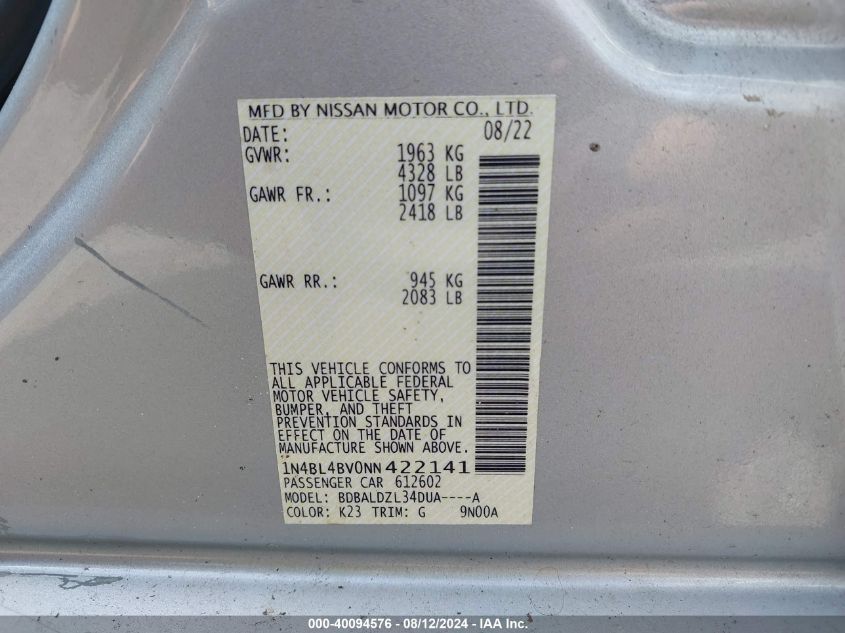 MFD BY NISSAN MOTOR CO., LTD.
DATE: 08/22
GVWR: 1963 KG
4328 LB
GAWR FR.: 1097 KG
2418 LB
GAWR RR.: 945 KG
2083 LB
THIS VEHICLE CONFORMS TO
ALL APPLICABLE FEDERAL
MOTOR VEHICLE SAFETY,
BUMPER, AND THEFT
PREVENTION STANDARDS IN
EFFECT ON THE DATE OF
MANUFACTURE SHOWN ABOVE.
1N4BL4BV0NN422141
PASSENGER CAR 612602
MODEL: BDBALDZL34DUA----A
COLOR: K23 TRIM: G 9N00A
000-40094576 - 08/12/2024 - IAA Inc.